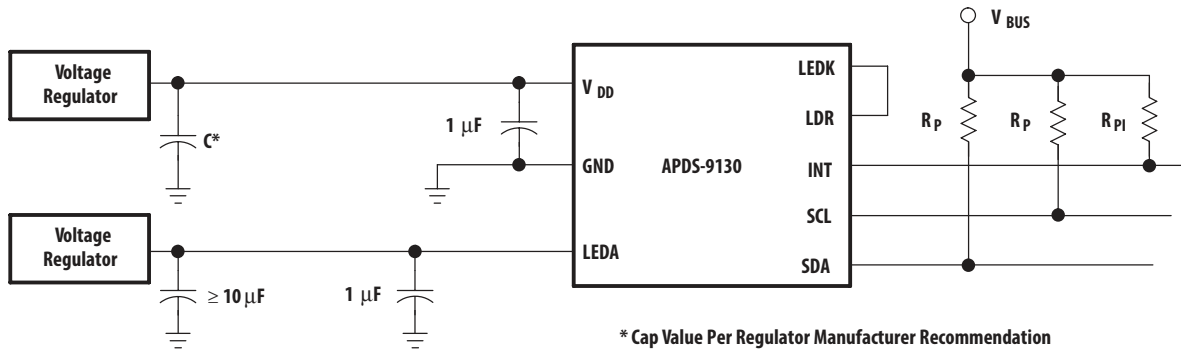 Voltage
Regulator
C*
1 μF
V DD
GND
LEDA
APDS-9130
LEDK
LDR
INT
SCL
SDA
V BUS
R P
R P
R PI
Voltage
Regulator
≥ 10 μF
1 μF
* Cap Value Per Regulator Manufacturer Recommendation